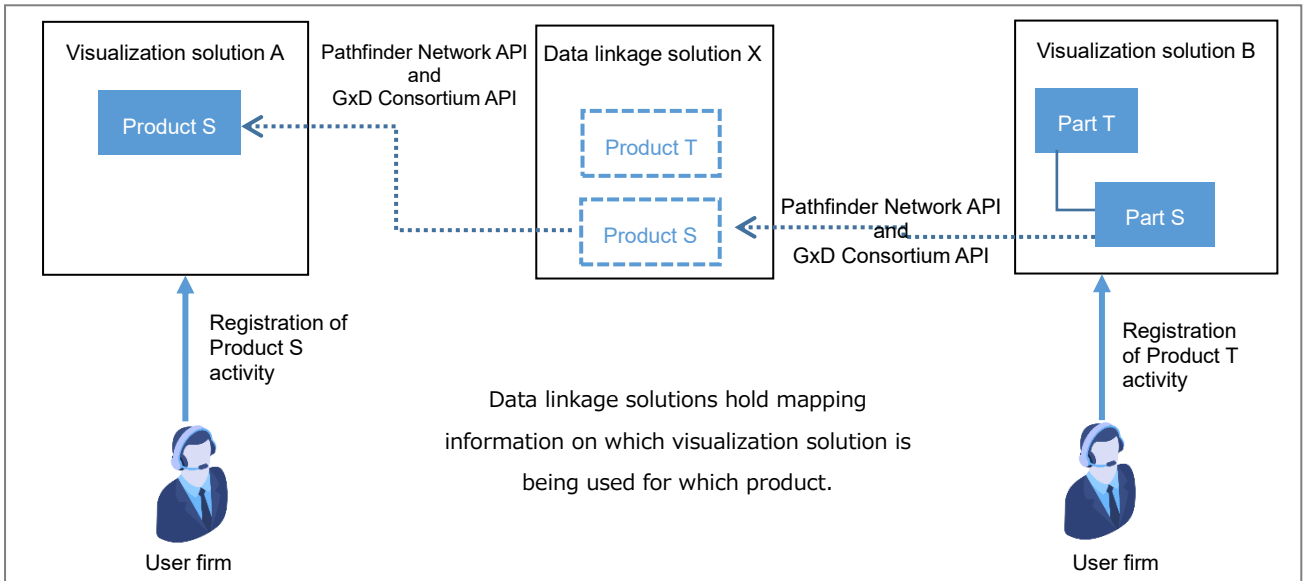 Visualization solution A
Product S
Pathfinder Network API
and
GxD Consortium API
Data linkage solution X
Product T
Product S
Pathfinder Network API
and
GxD Consortium API
Visualization solution B
Part T
Part S
Registration of
Product S
activity
User firm
Data linkage solutions hold mapping
information on which visualization solution is
being used for which product.
Registration
of Product T
activity
User firm